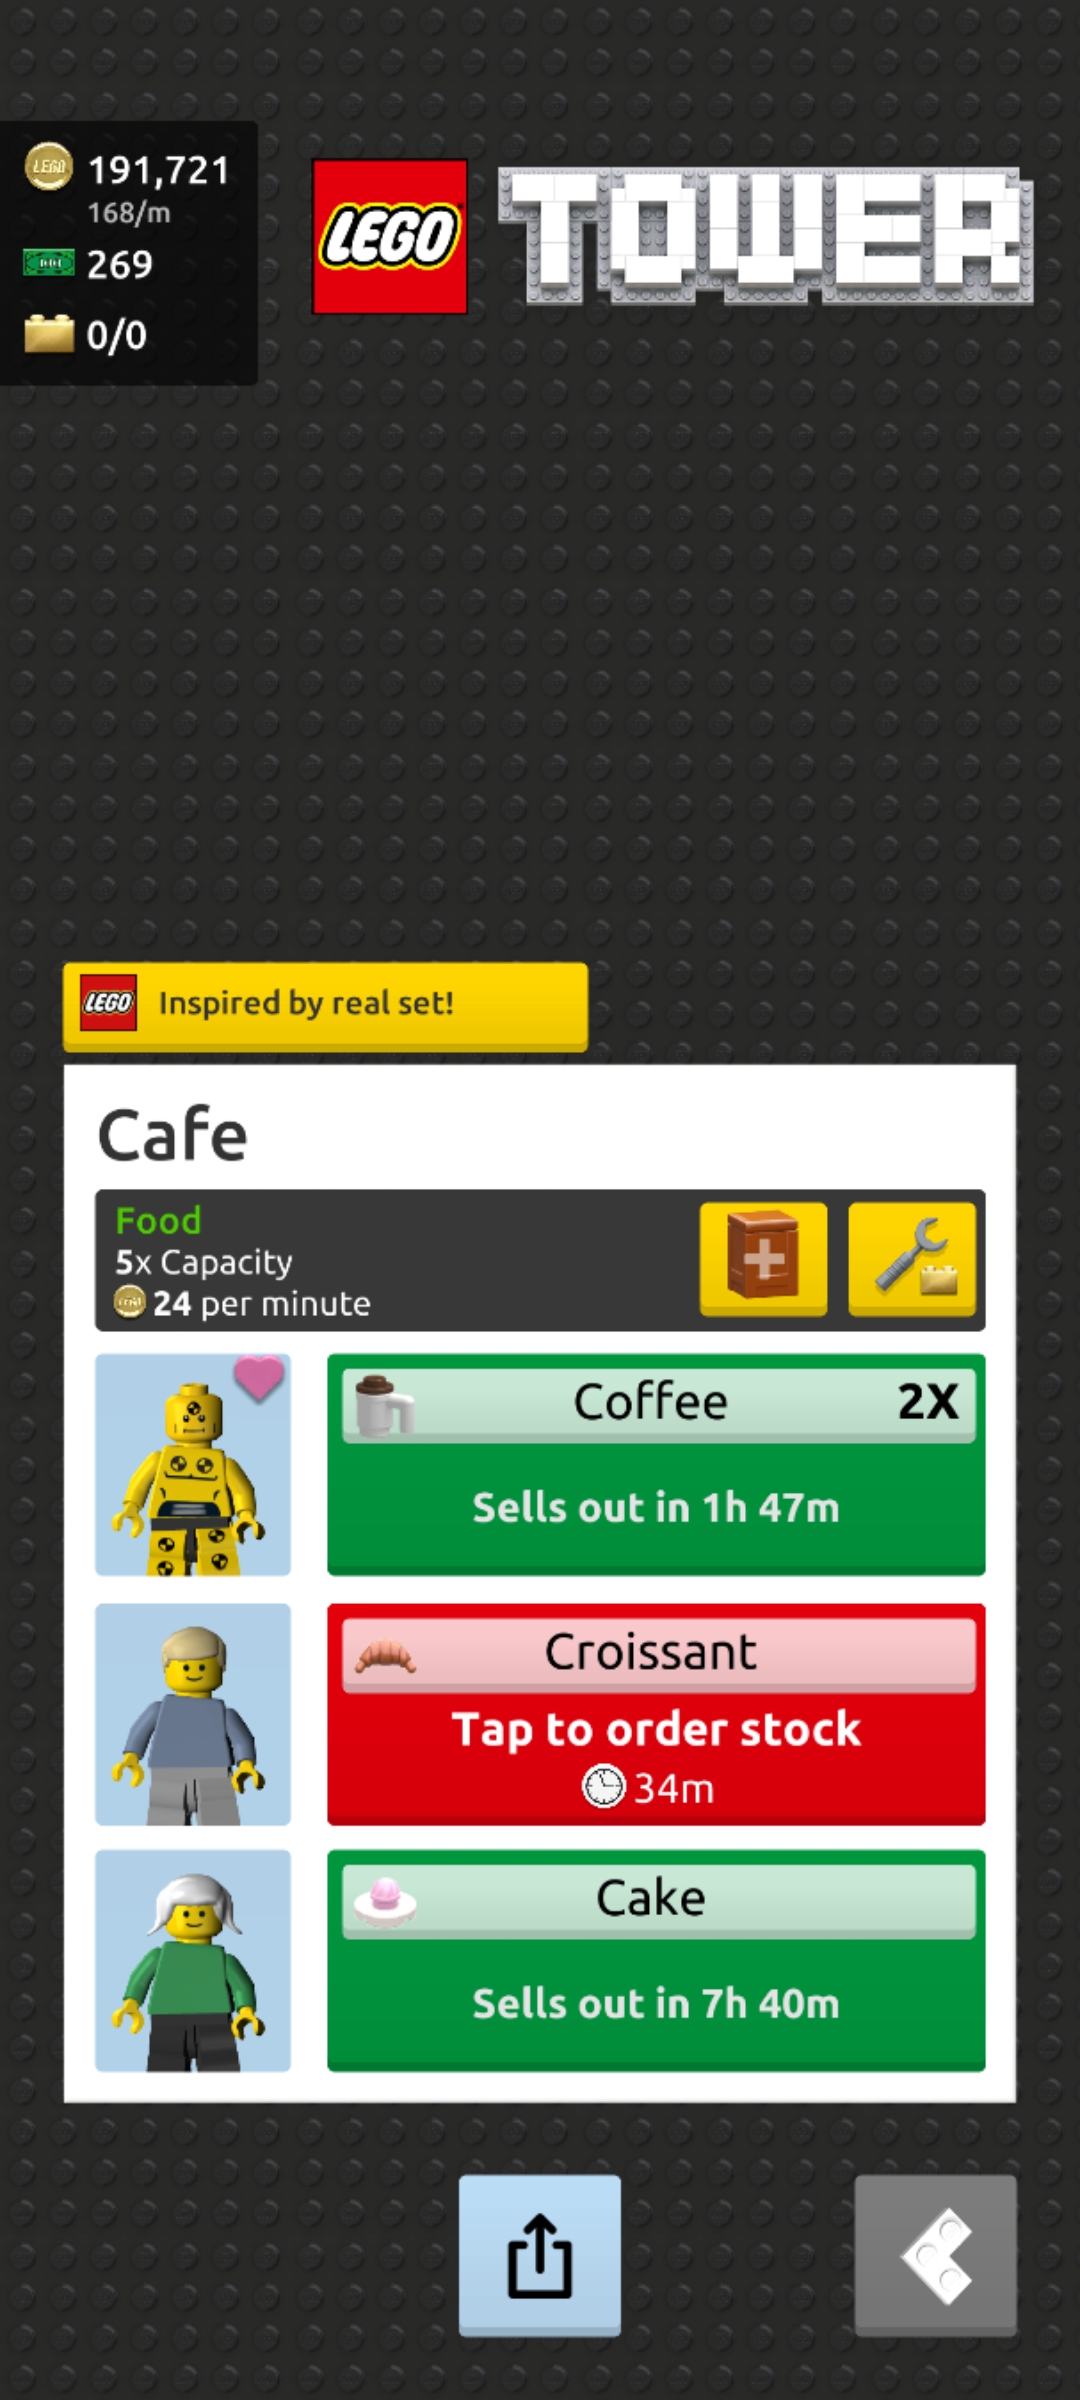 LEGO
191,721
168/m
269
0/0
LEGO
TOWER
LEGO
Inspired by real set!
Cafe
Food
5x Capacity
24 per minute
Coffee
2X
Sells out in 1h 47m
Croissant
Tap to order stock
34m
Cake
Sells out in 7h 40m